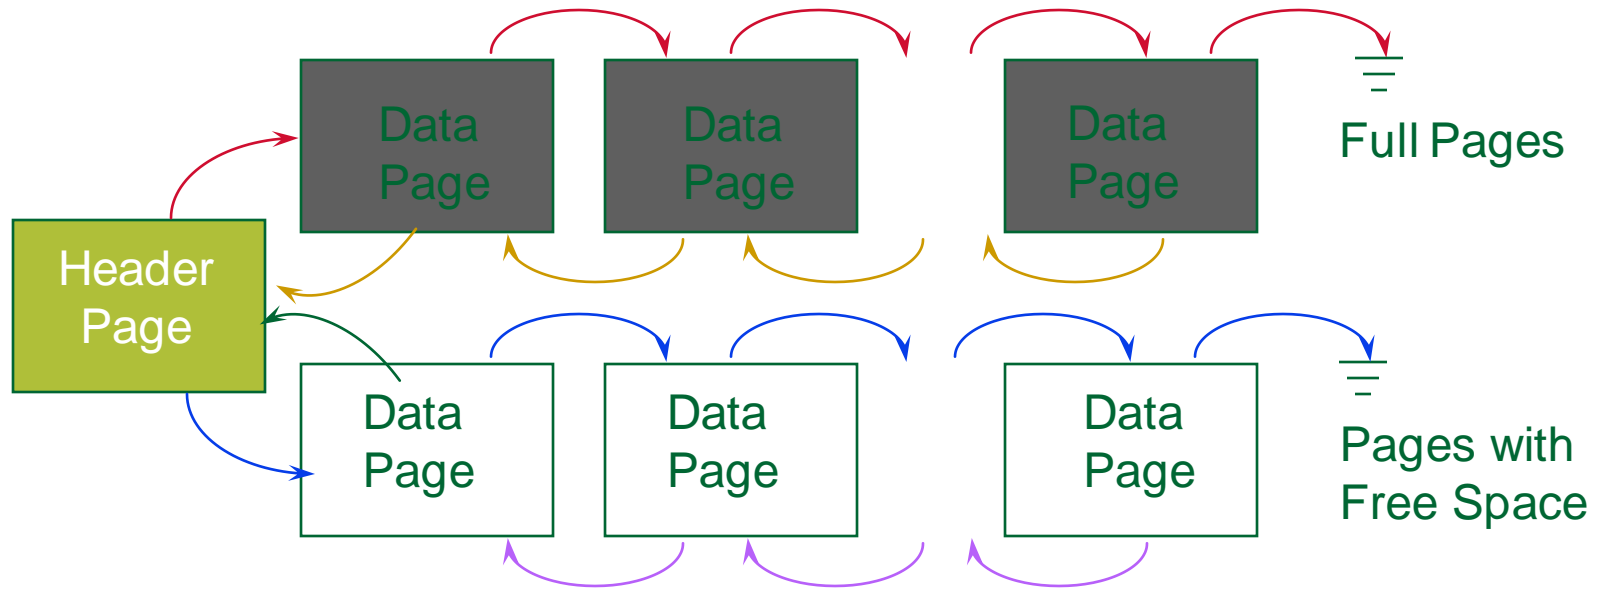 Data
Page
Data
Page
Data
Page
Full Pages
Header
Page
Data
Page
Data
Page
Data
Page
Pages with
Free Space